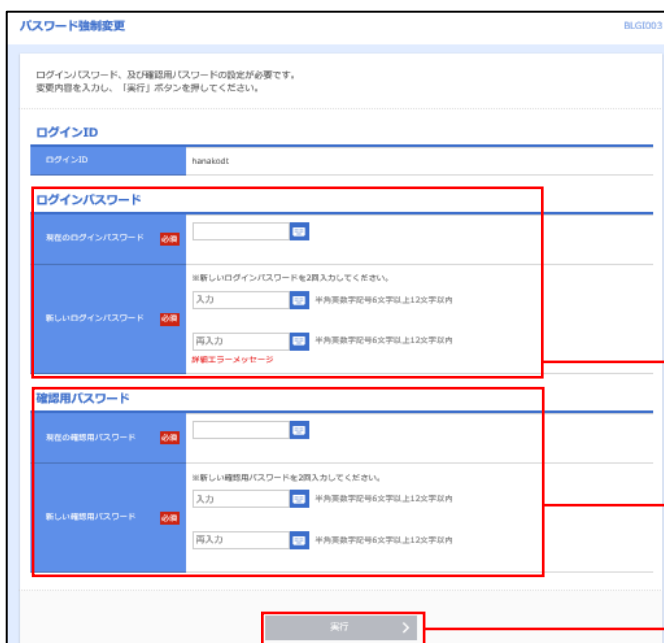 パスワード強制変更
BLGI003
ログインパスワード、及び確認用パスワードの設定が必要です。
変更内容を入力し、「実行」ボタンを押してください。
ログインID
ログインID
hanakodt
ログインパスワード
現在のログインパスワード 必須
※新しいログインパスワードを2回入力してください。
新しいログインパスワード 必須
入力 半角英数字記号6文字以上12文字以内
再入力 半角英数字記号6文字以上12文字以内
詳細エラーメッセージ
確認用パスワード
現在の確認用パスワード 必須
※新しい確認用パスワードを2回入力してください。
新しい確認用パスワード 必須
入力 半角英数字記号6文字以上12文字以内
再入力 半角英数字記号6文字以上12文字以内
実行